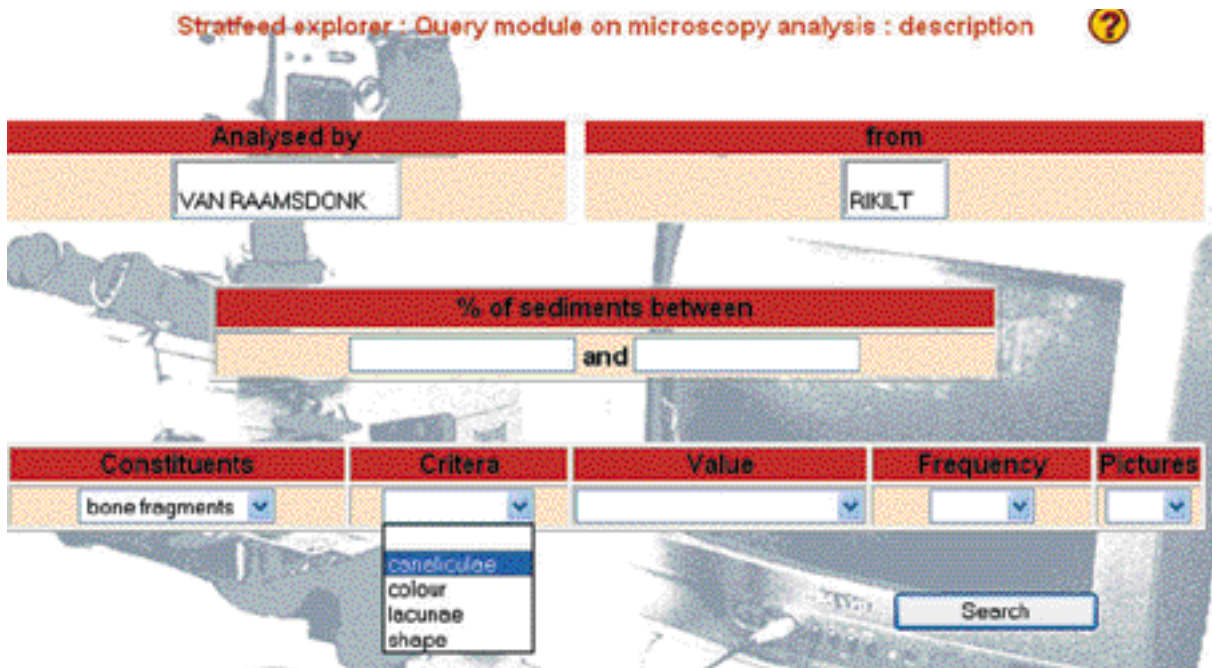 Stratfeed explorer : Query module on microscopy analysis : description ?
Analysed by from
VAN RAAMSDONK RIKILT
% of sediments between
and
Constituents Critera Value Frequency Pictures
bone fragments
canaliculae
colour
lacunae
shape
Search